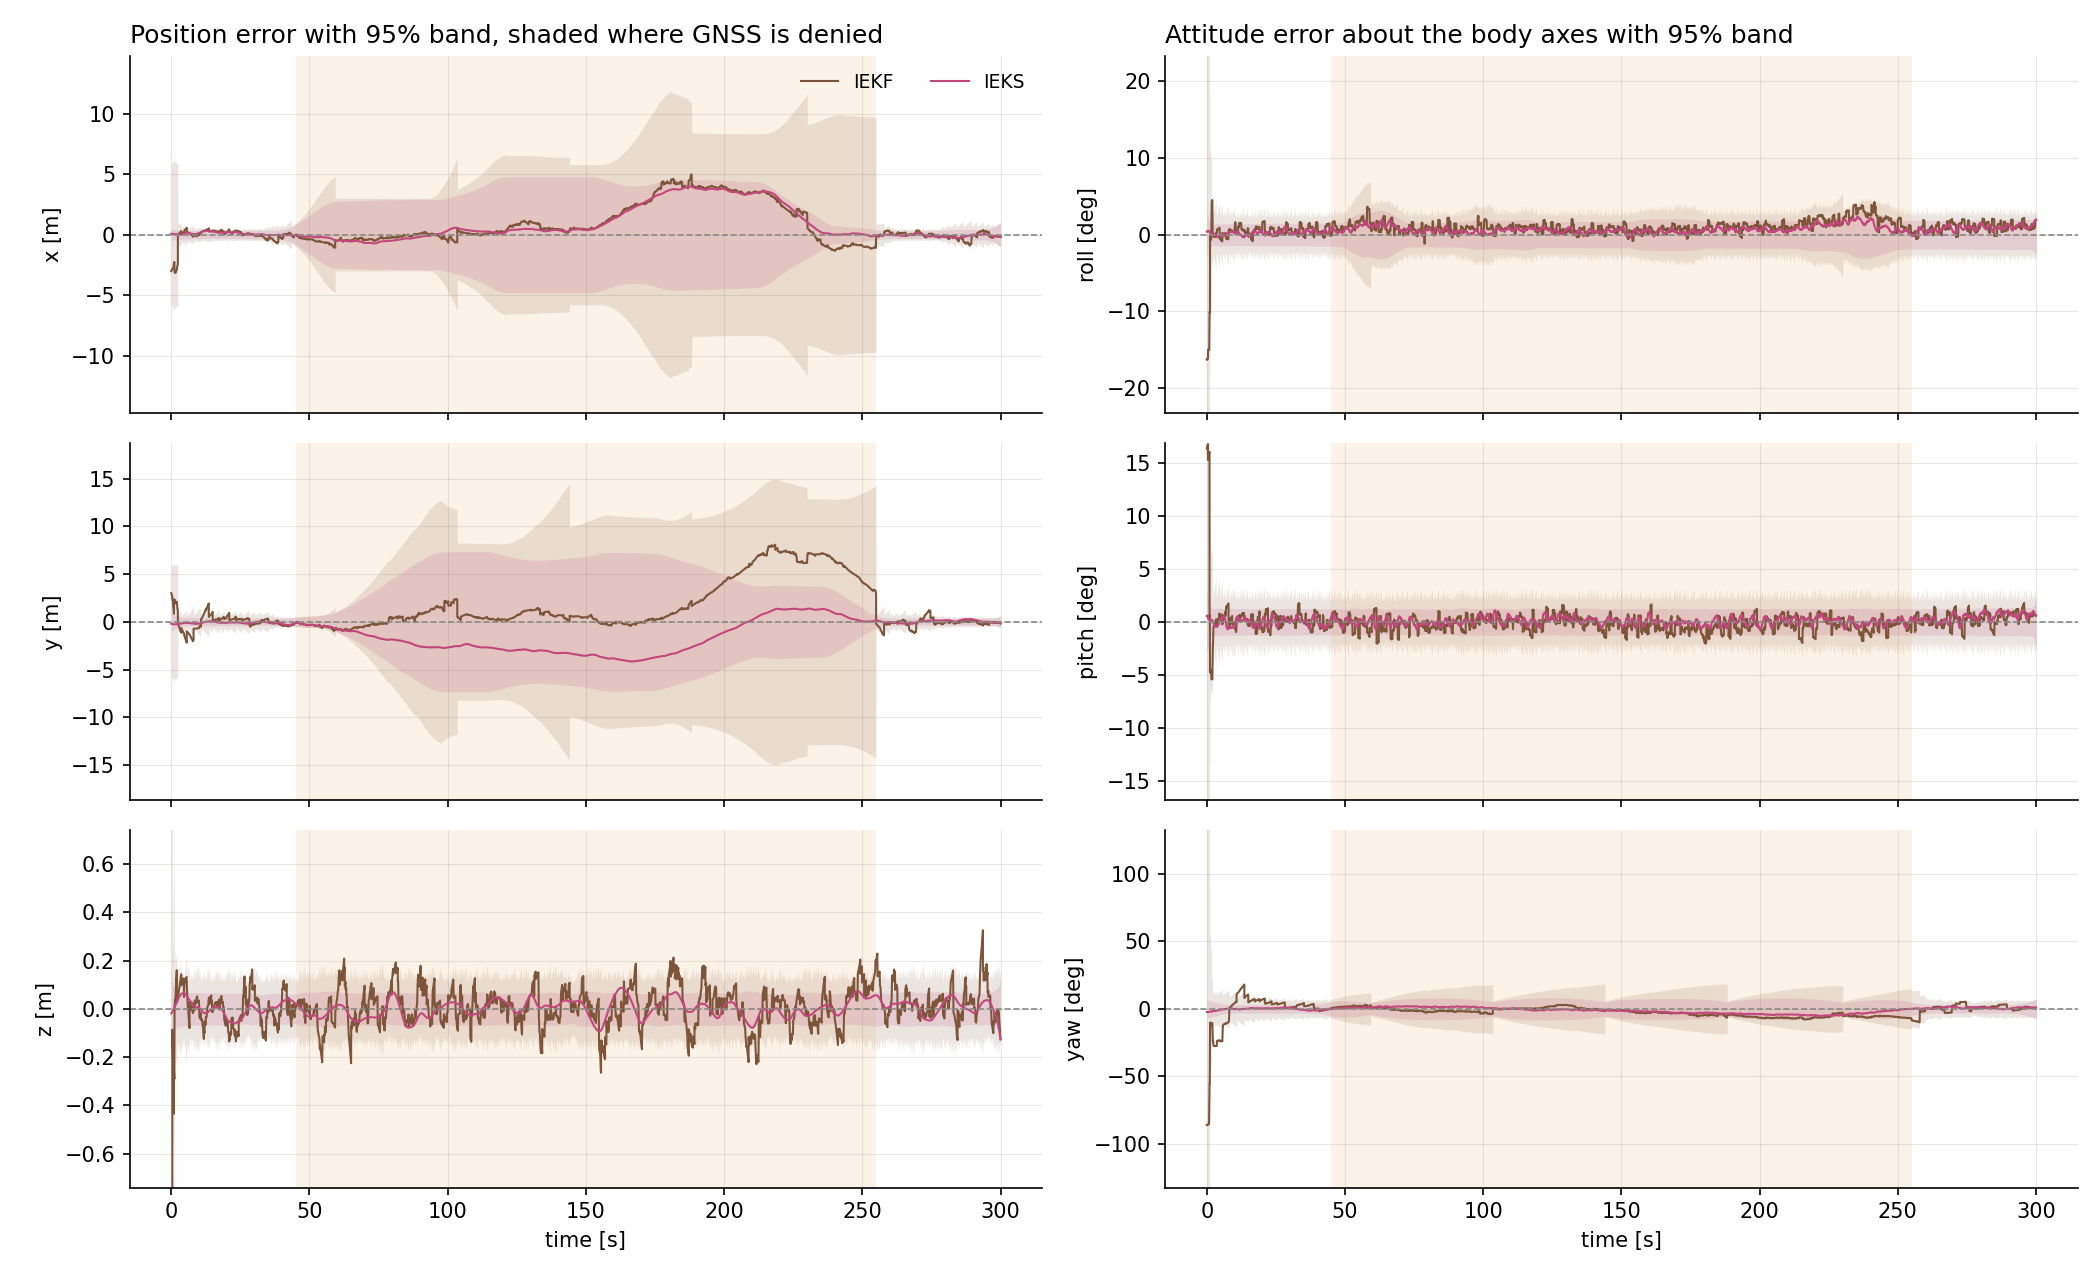 Position error with 95% band, shaded where GNSS is denied
IEKF IEKS
x [m]
10
5
0
−5
−10
Attitude error about the body axes with 95% band
roll [deg]
20
10
0
−10
−20
y [m]
15
10
5
0
−5
−10
−15
pitch [deg]
15
10
5
0
−5
−10
−15
z [m]
0.6
0.4
0.2
0.0
−0.2
−0.4
−0.6
0 50 100 150 200 250 300
time [s]
yaw [deg]
100
50
0
−50
−100
0 50 100 150 200 250 300
time [s]